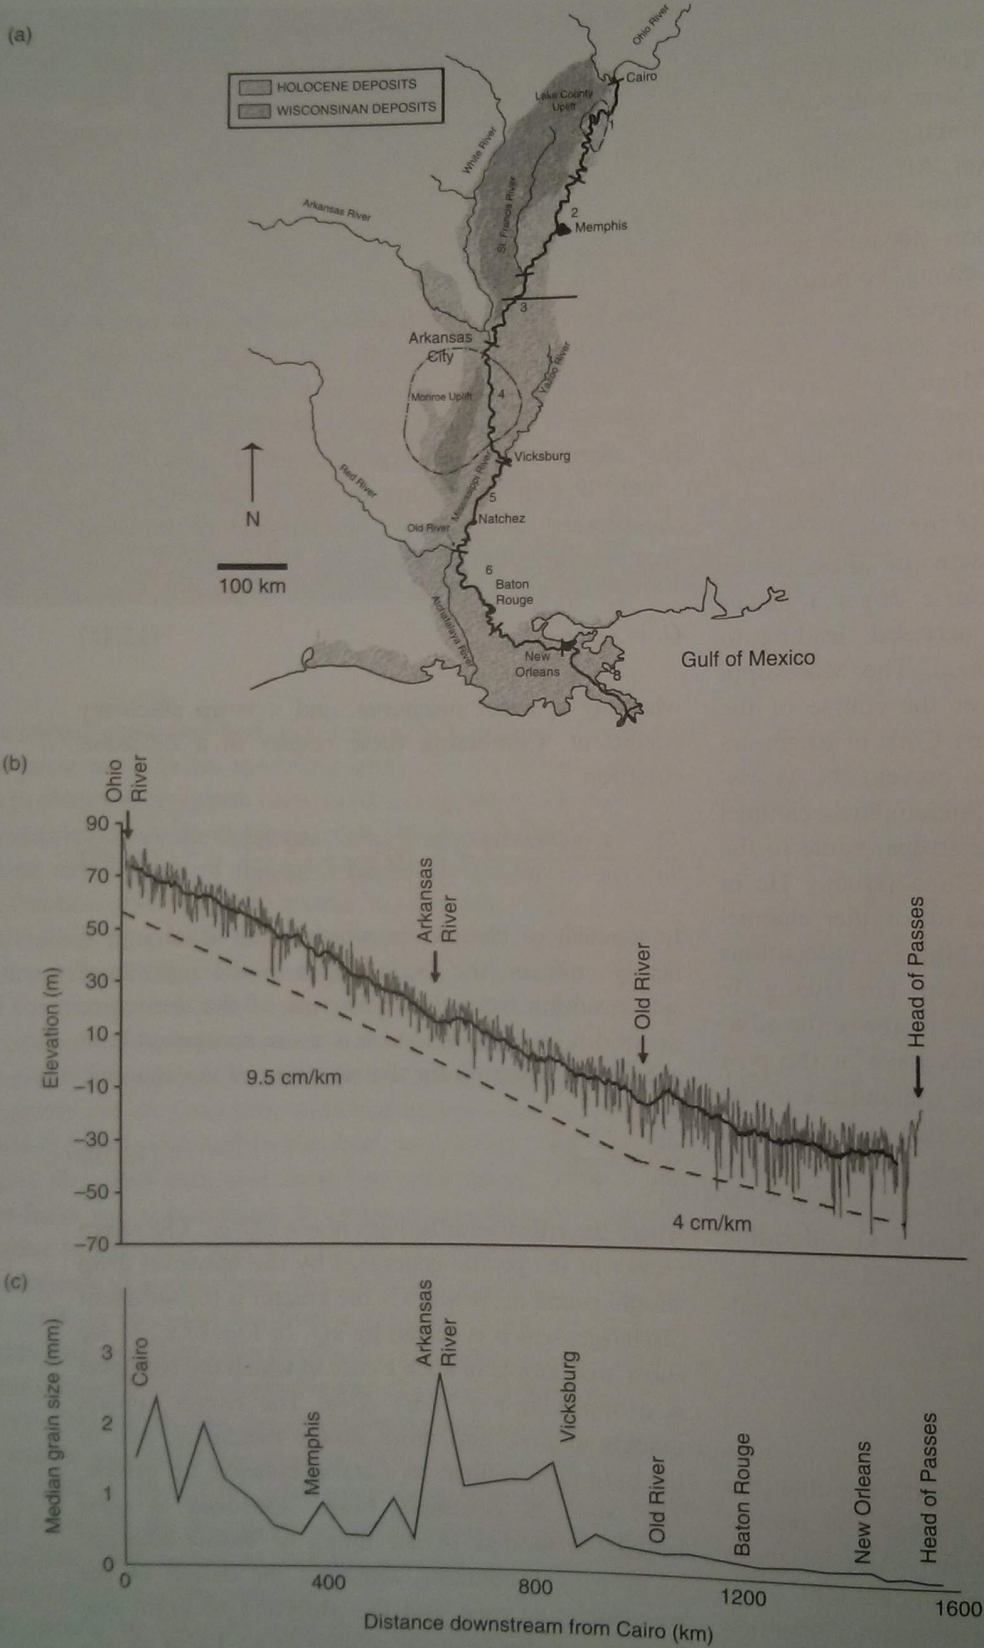 (a)
HOLOCENE DEPOSITS
WISCONSINAN DEPOSITS
Ohio River
Cairo
Lake County
Uplift
White River
St. Francis River
Arkansas River
2
Memphis
3
Arkansas
City
Yazoo River
Monroe Uplift
4
Vicksburg
Mississippi River
Red River
5
Natchez
N
Old River
100 km
6
Baton
Rouge
Atchafalaya River
New
Orleans
8
Gulf of Mexico
(b)
Ohio
River
Arkansas
River
Old River
Head of Passes
Elevation (m)
90
70
50
30
10
–10
–30
–50
–70
9.5 cm/km
4 cm/km
(c)
Median grain size (mm)
3
2
1
0
Cairo
Memphis
Arkansas
River
Vicksburg
Old River
Baton Rouge
New Orleans
Head of Passes
0
400
800
1200
1600
Distance downstream from Cairo (km)